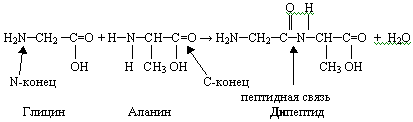 O H
H₂N–CH₂–C=O + H–N–CH–C=O → H₂N–CH₂–C–N–CH–C=O + H₂O
OH H CH₃ OH CH₃ OH
N-конец C-конец пептидная связь
Глицин Аланин Дипептид